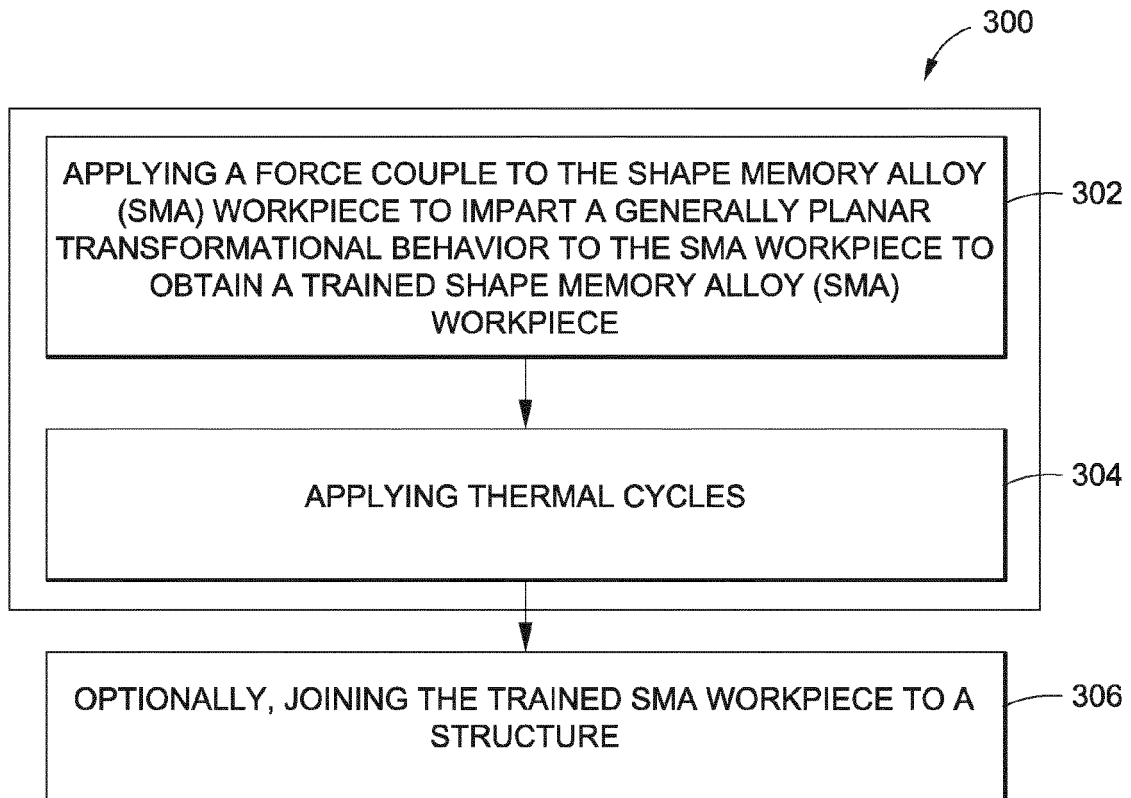 300
APPLYING A FORCE COUPLE TO THE SHAPE MEMORY ALLOY
(SMA) WORKPIECE TO IMPART A GENERALLY PLANAR
TRANSFORMATIONAL BEHAVIOR TO THE SMA WORKPIECE TO
OBTAIN A TRAINED SHAPE MEMORY ALLOY (SMA)
WORKPIECE
302
APPLYING THERMAL CYCLES
304
OPTIONALLY, JOINING THE TRAINED SMA WORKPIECE TO A
STRUCTURE
306